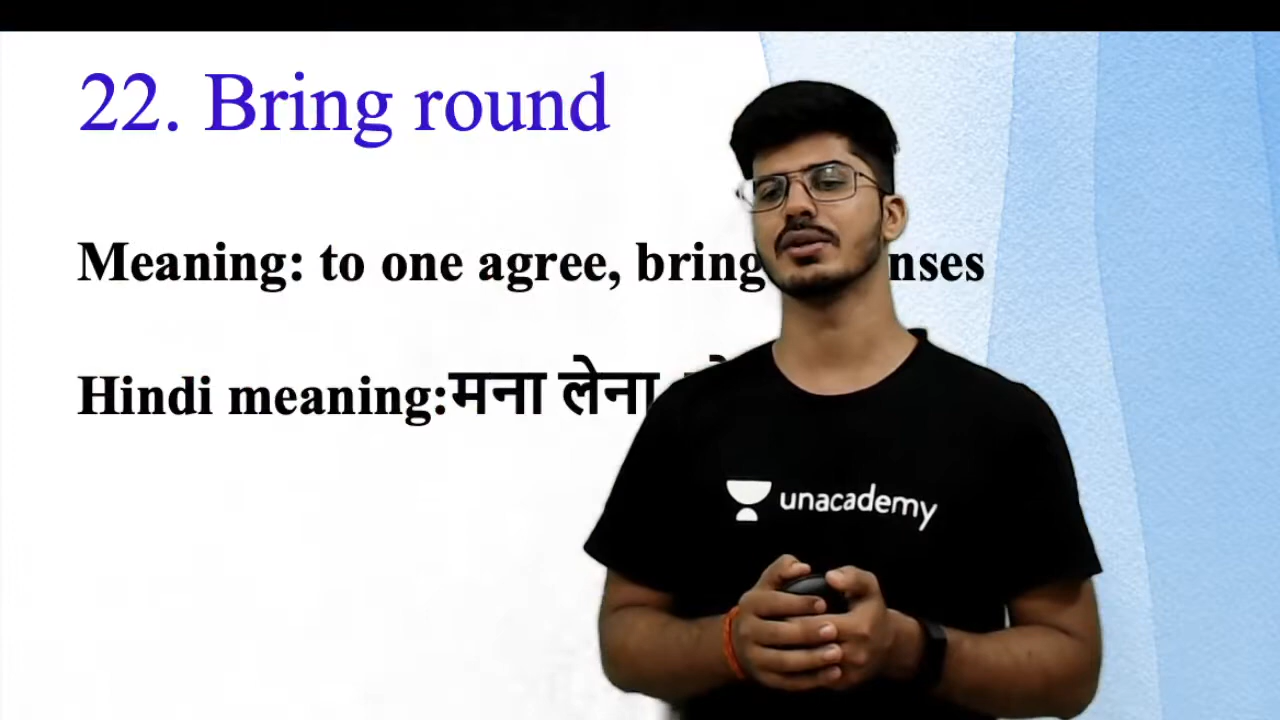 22. Bring round
Meaning: to one agree, bring
Hindi meaning:मना लेना
unacademy